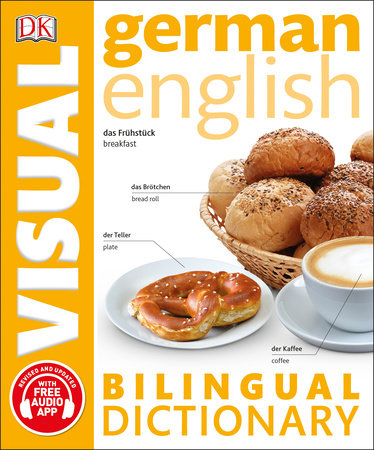 DK
VISUAL
german
english
das Frühstück
breakfast
das Brötchen
bread roll
der Teller
plate
der Kaffee
coffee
REVISED AND UPDATED
WITH
FREE
AUDIO
APP
BILINGUAL
DICTIONARY